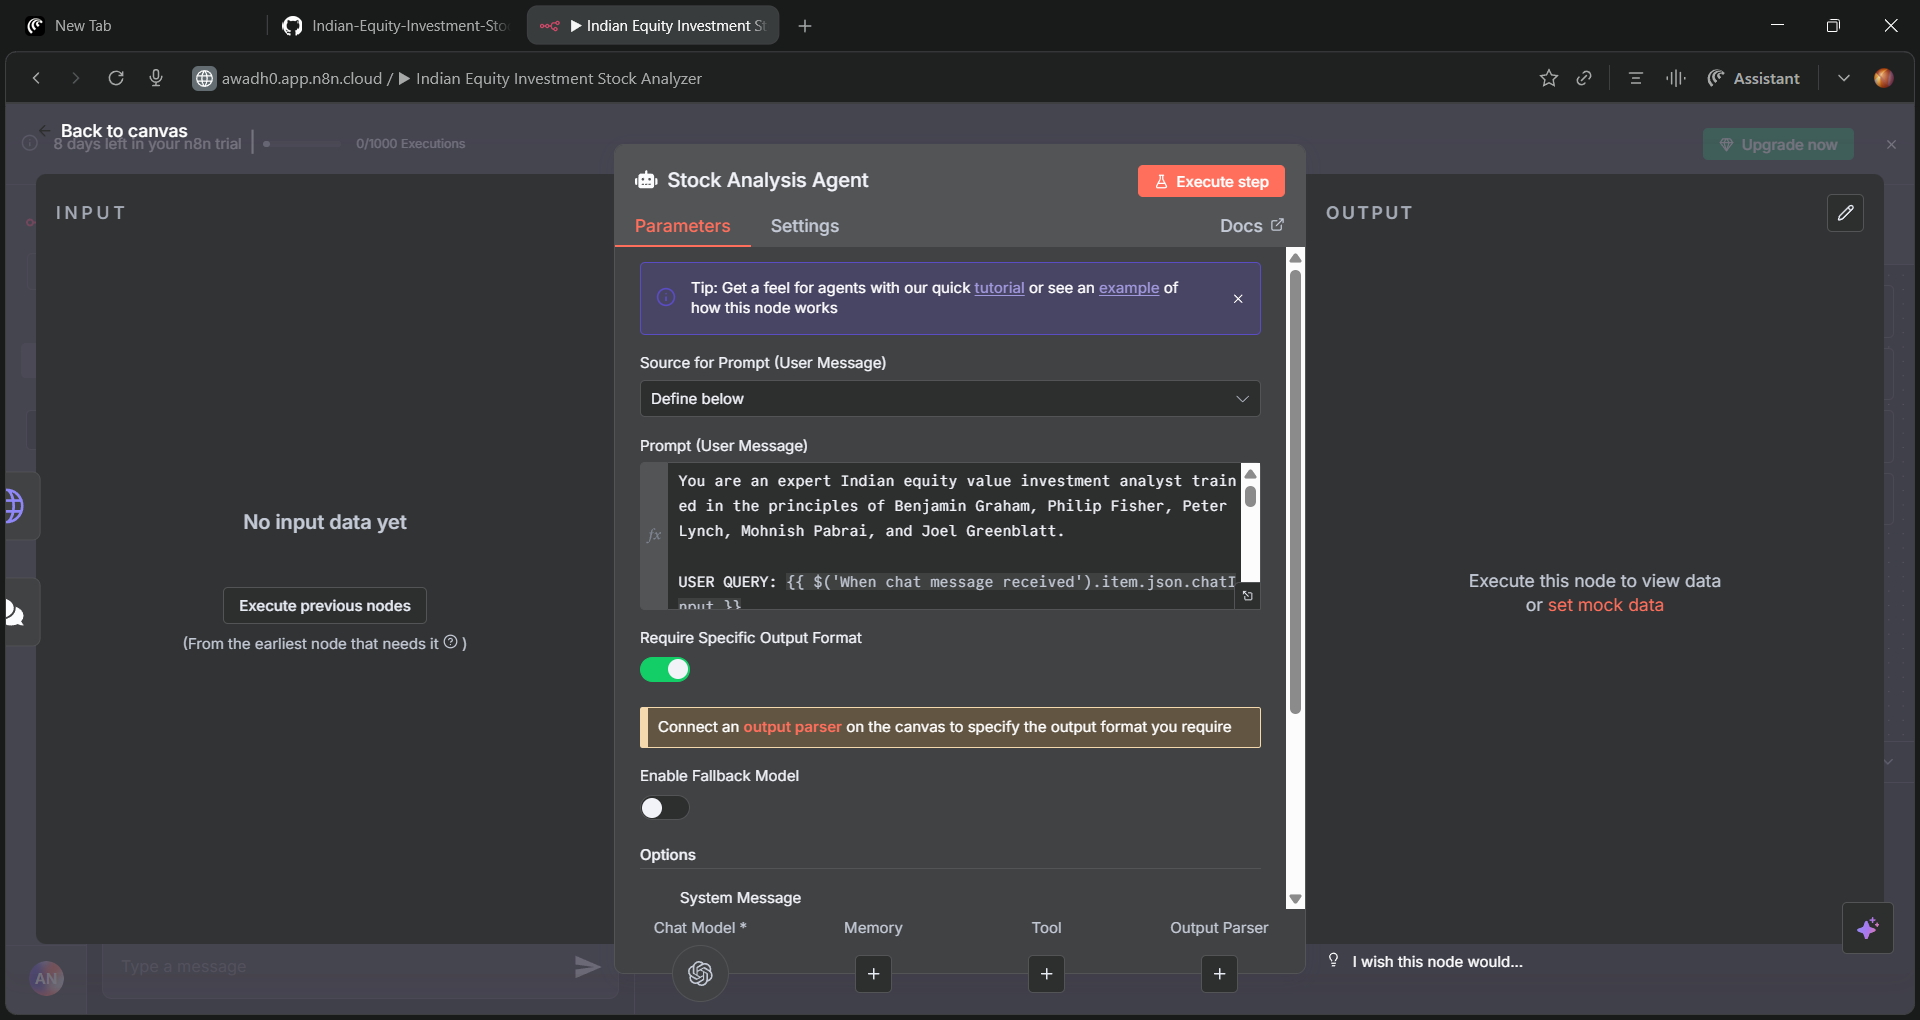 New Tab
Indian-Equity-Investment-Sto
▶ Indian Equity Investment St
awadh0.app.n8n.cloud / ▶ Indian Equity Investment Stock Analyzer
Assistant
Back to canvas
8 days left in your n8n trial
0/1000 Executions
Upgrade now
INPUT
No input data yet
Execute previous nodes
(From the earliest node that needs it ? )
Stock Analysis Agent
Execute step
Parameters
Settings
Docs
Tip: Get a feel for agents with our quick tutorial or see an example of
how this node works
Source for Prompt (User Message)
Define below
Prompt (User Message)
fx
You are an expert Indian equity value investment analyst train
ed in the principles of Benjamin Graham, Philip Fisher, Peter
Lynch, Mohnish Pabrai, and Joel Greenblatt.
USER QUERY: {{ $('When chat message received').item.json.chatI
nput }}
Require Specific Output Format
Connect an output parser on the canvas to specify the output format you require
Enable Fallback Model
Options
System Message
Chat Model *
Memory
Tool
Output Parser
OUTPUT
Execute this node to view data
or set mock data
I wish this node would...
AN
Type a message